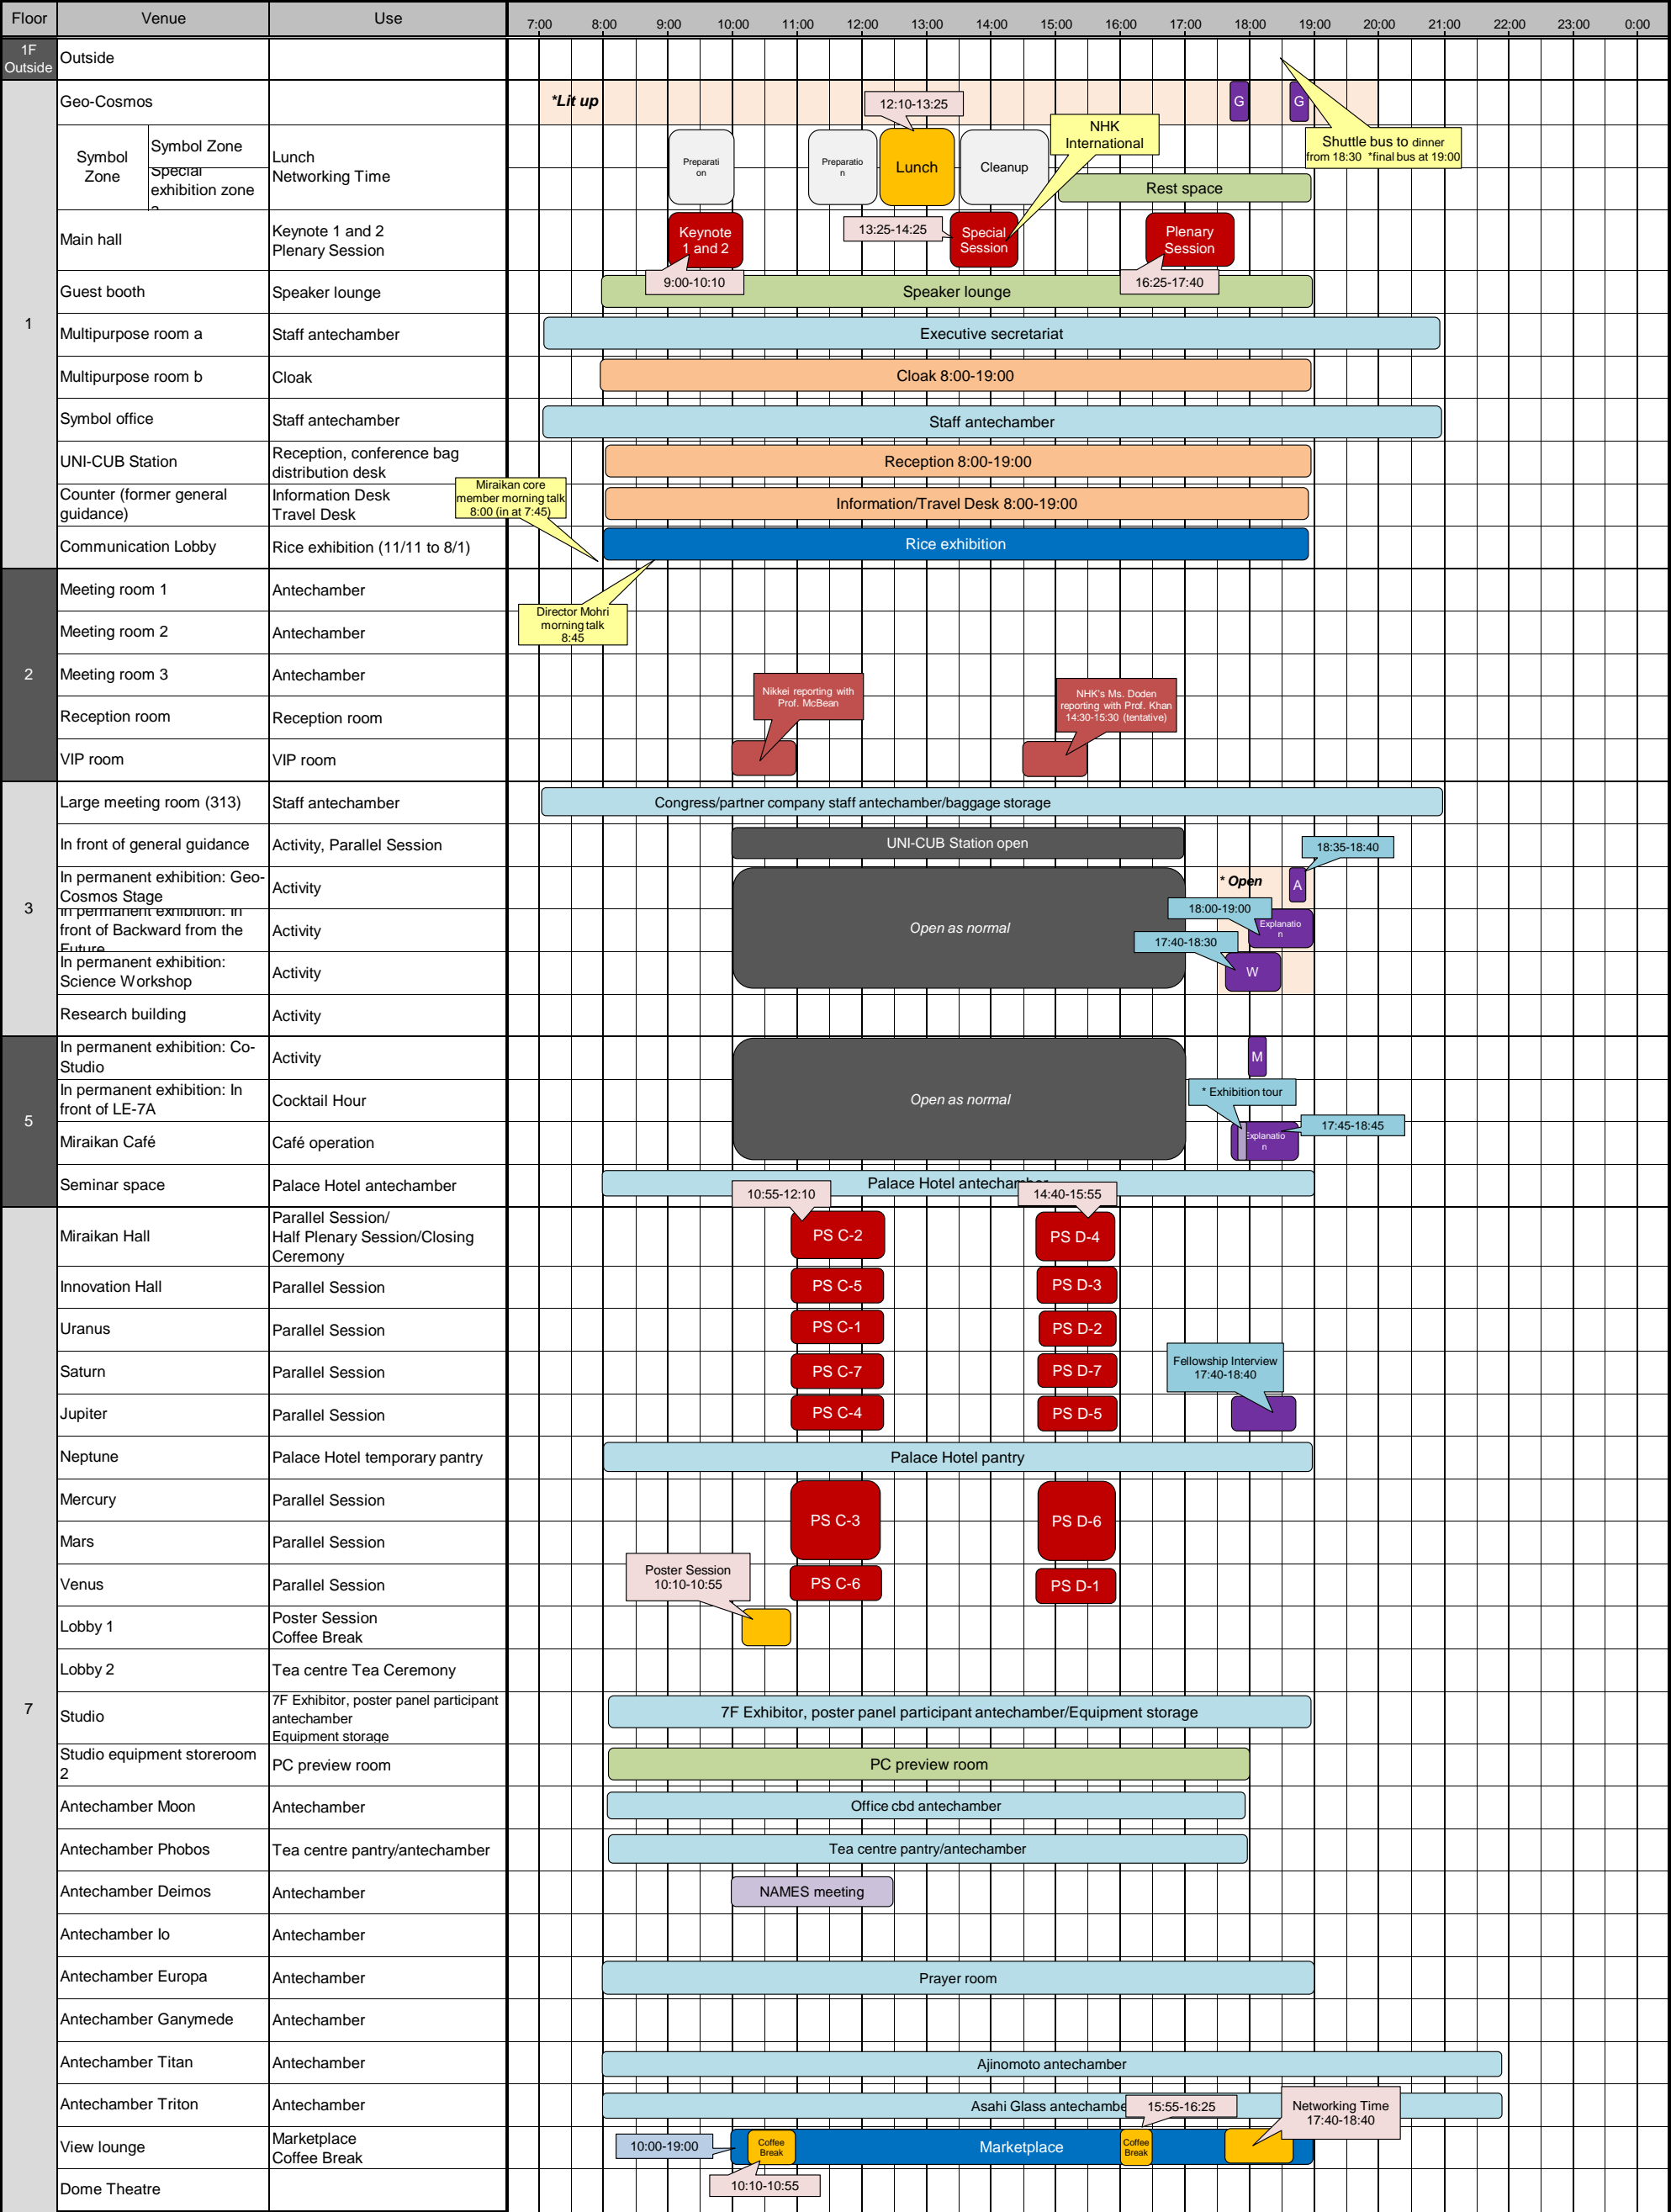 Floor Venue Use 7:00 8:00 9:00 10:00 11:00 12:00 13:00 14:00 15:00 16:00 17:00 18:00 19:00 20:00 21:00 22:00 23:00 0:00
1F
Outside
Outside
1
Geo-Cosmos
*Lit up
12:10-13:25
G
G
Shuttle bus to dinner
from 18:30 *final bus at 19:00
Symbol
Zone
Symbol Zone
Special
exhibition zone
Lunch
Networking Time
Preparati
on
Preparatio
n
Lunch
Cleanup
NHK
International
Rest space
Main hall
Keynote 1 and 2
Plenary Session
Keynote
1 and 2
13:25-14:25
Special
Session
Plenary
Session
9:00-10:10
16:25-17:40
Guest booth
Speaker lounge
Speaker lounge
Multipurpose room a
Staff antechamber
Executive secretariat
Multipurpose room b
Cloak
Cloak 8:00-19:00
Symbol office
Staff antechamber
Staff antechamber
UNI-CUB Station
Reception, conference bag
distribution desk
Reception 8:00-19:00
Miraikan core
member morning talk
8:00 (in at 7:45)
Counter (former general
guidance)
Information Desk
Travel Desk
Information/Travel Desk 8:00-19:00
Communication Lobby
Rice exhibition (11/11 to 8/1)
Rice exhibition
2
Meeting room 1
Antechamber
Director Mohri
morning talk
8:45
Meeting room 2
Antechamber
Meeting room 3
Antechamber
Nikkei reporting with
Prof. McBean
NHK's Ms. Doden
reporting with Prof. Khan
14:30-15:30 (tentative)
Reception room
Reception room
VIP room
VIP room
3
Large meeting room (313)
Staff antechamber
Congress/partner company staff antechamber/baggage storage
In front of general guidance
Activity, Parallel Session
UNI-CUB Station open
18:35-18:40
In permanent exhibition: Geo-
Cosmos Stage
Activity
* Open
A
In permanent exhibition: In
front of Backward from the
Future
Activity
Open as normal
18:00-19:00
Explanatio
n
17:40-18:30
In permanent exhibition:
Science Workshop
Activity
W
Research building
Activity
5
In permanent exhibition: Co-
Studio
Activity
M
In permanent exhibition: In
front of LE-7A
Cocktail Hour
Open as normal
* Exhibition tour
Miraikan Café
Café operation
Explanatio
n
17:45-18:45
Seminar space
Palace Hotel antechamber
Palace Hotel antechamber
10:55-12:10
14:40-15:55
7
Miraikan Hall
Parallel Session/
Half Plenary Session/Closing
Ceremony
PS C-2
PS D-4
Innovation Hall
Parallel Session
PS C-5
PS D-3
Uranus
Parallel Session
PS C-1
PS D-2
Saturn
Parallel Session
PS C-7
PS D-7
Fellowship Interview
17:40-18:40
Jupiter
Parallel Session
PS C-4
PS D-5
Neptune
Palace Hotel temporary pantry
Palace Hotel pantry
Mercury
Parallel Session
PS C-3
PS D-6
Mars
Parallel Session
Poster Session
10:10-10:55
Venus
Parallel Session
PS C-6
PS D-1
Lobby 1
Poster Session
Coffee Break
Lobby 2
Tea centre Tea Ceremony
Studio
7F Exhibitor, poster panel participant
antechamber
Equipment storage
7F Exhibitor, poster panel participant antechamber/Equipment storage
Studio equipment storeroom
2
PC preview room
PC preview room
Antechamber Moon
Antechamber
Office cbd antechamber
Antechamber Phobos
Tea centre pantry/antechamber
Tea centre pantry/antechamber
Antechamber Deimos
Antechamber
NAMES meeting
Antechamber Io
Antechamber
Antechamber Europa
Antechamber
Prayer room
Antechamber Ganymede
Antechamber
Antechamber Titan
Antechamber
Ajinomoto antechamber
Antechamber Triton
Antechamber
Asahi Glass antechambe
15:55-16:25
Networking Time
17:40-18:40
View lounge
Marketplace
Coffee Break
10:00-19:00
Coffee
Break
Marketplace
Coffee
Break
10:10-10:55
Dome Theatre